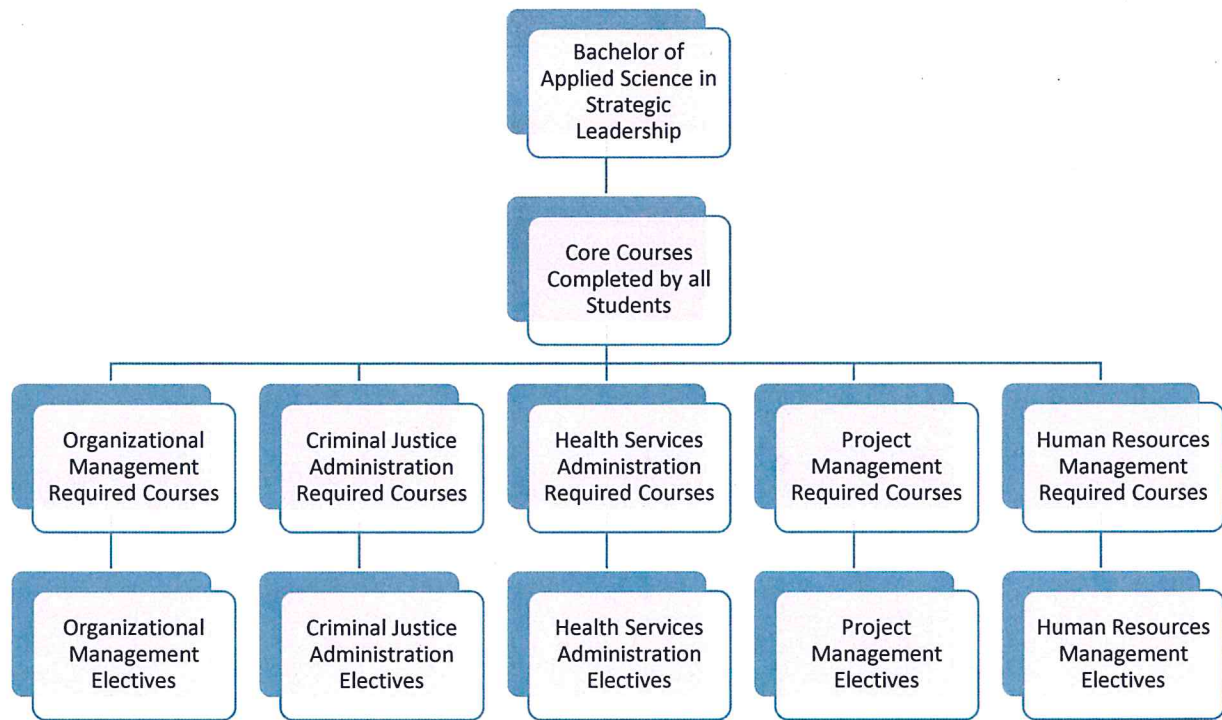 Bachelor of
Applied Science in
Strategic
Leadership
Core Courses
Completed by all
Students
Organizational
Management
Required Courses
Criminal Justice
Administration
Required Courses
Health Services
Administration
Required Courses
Project
Management
Required Courses
Human Resources
Management
Required Courses
Organizational
Management
Electives
Criminal Justice
Administration
Electives
Health Services
Administration
Electives
Project
Management
Electives
Human Resources
Management
Electives